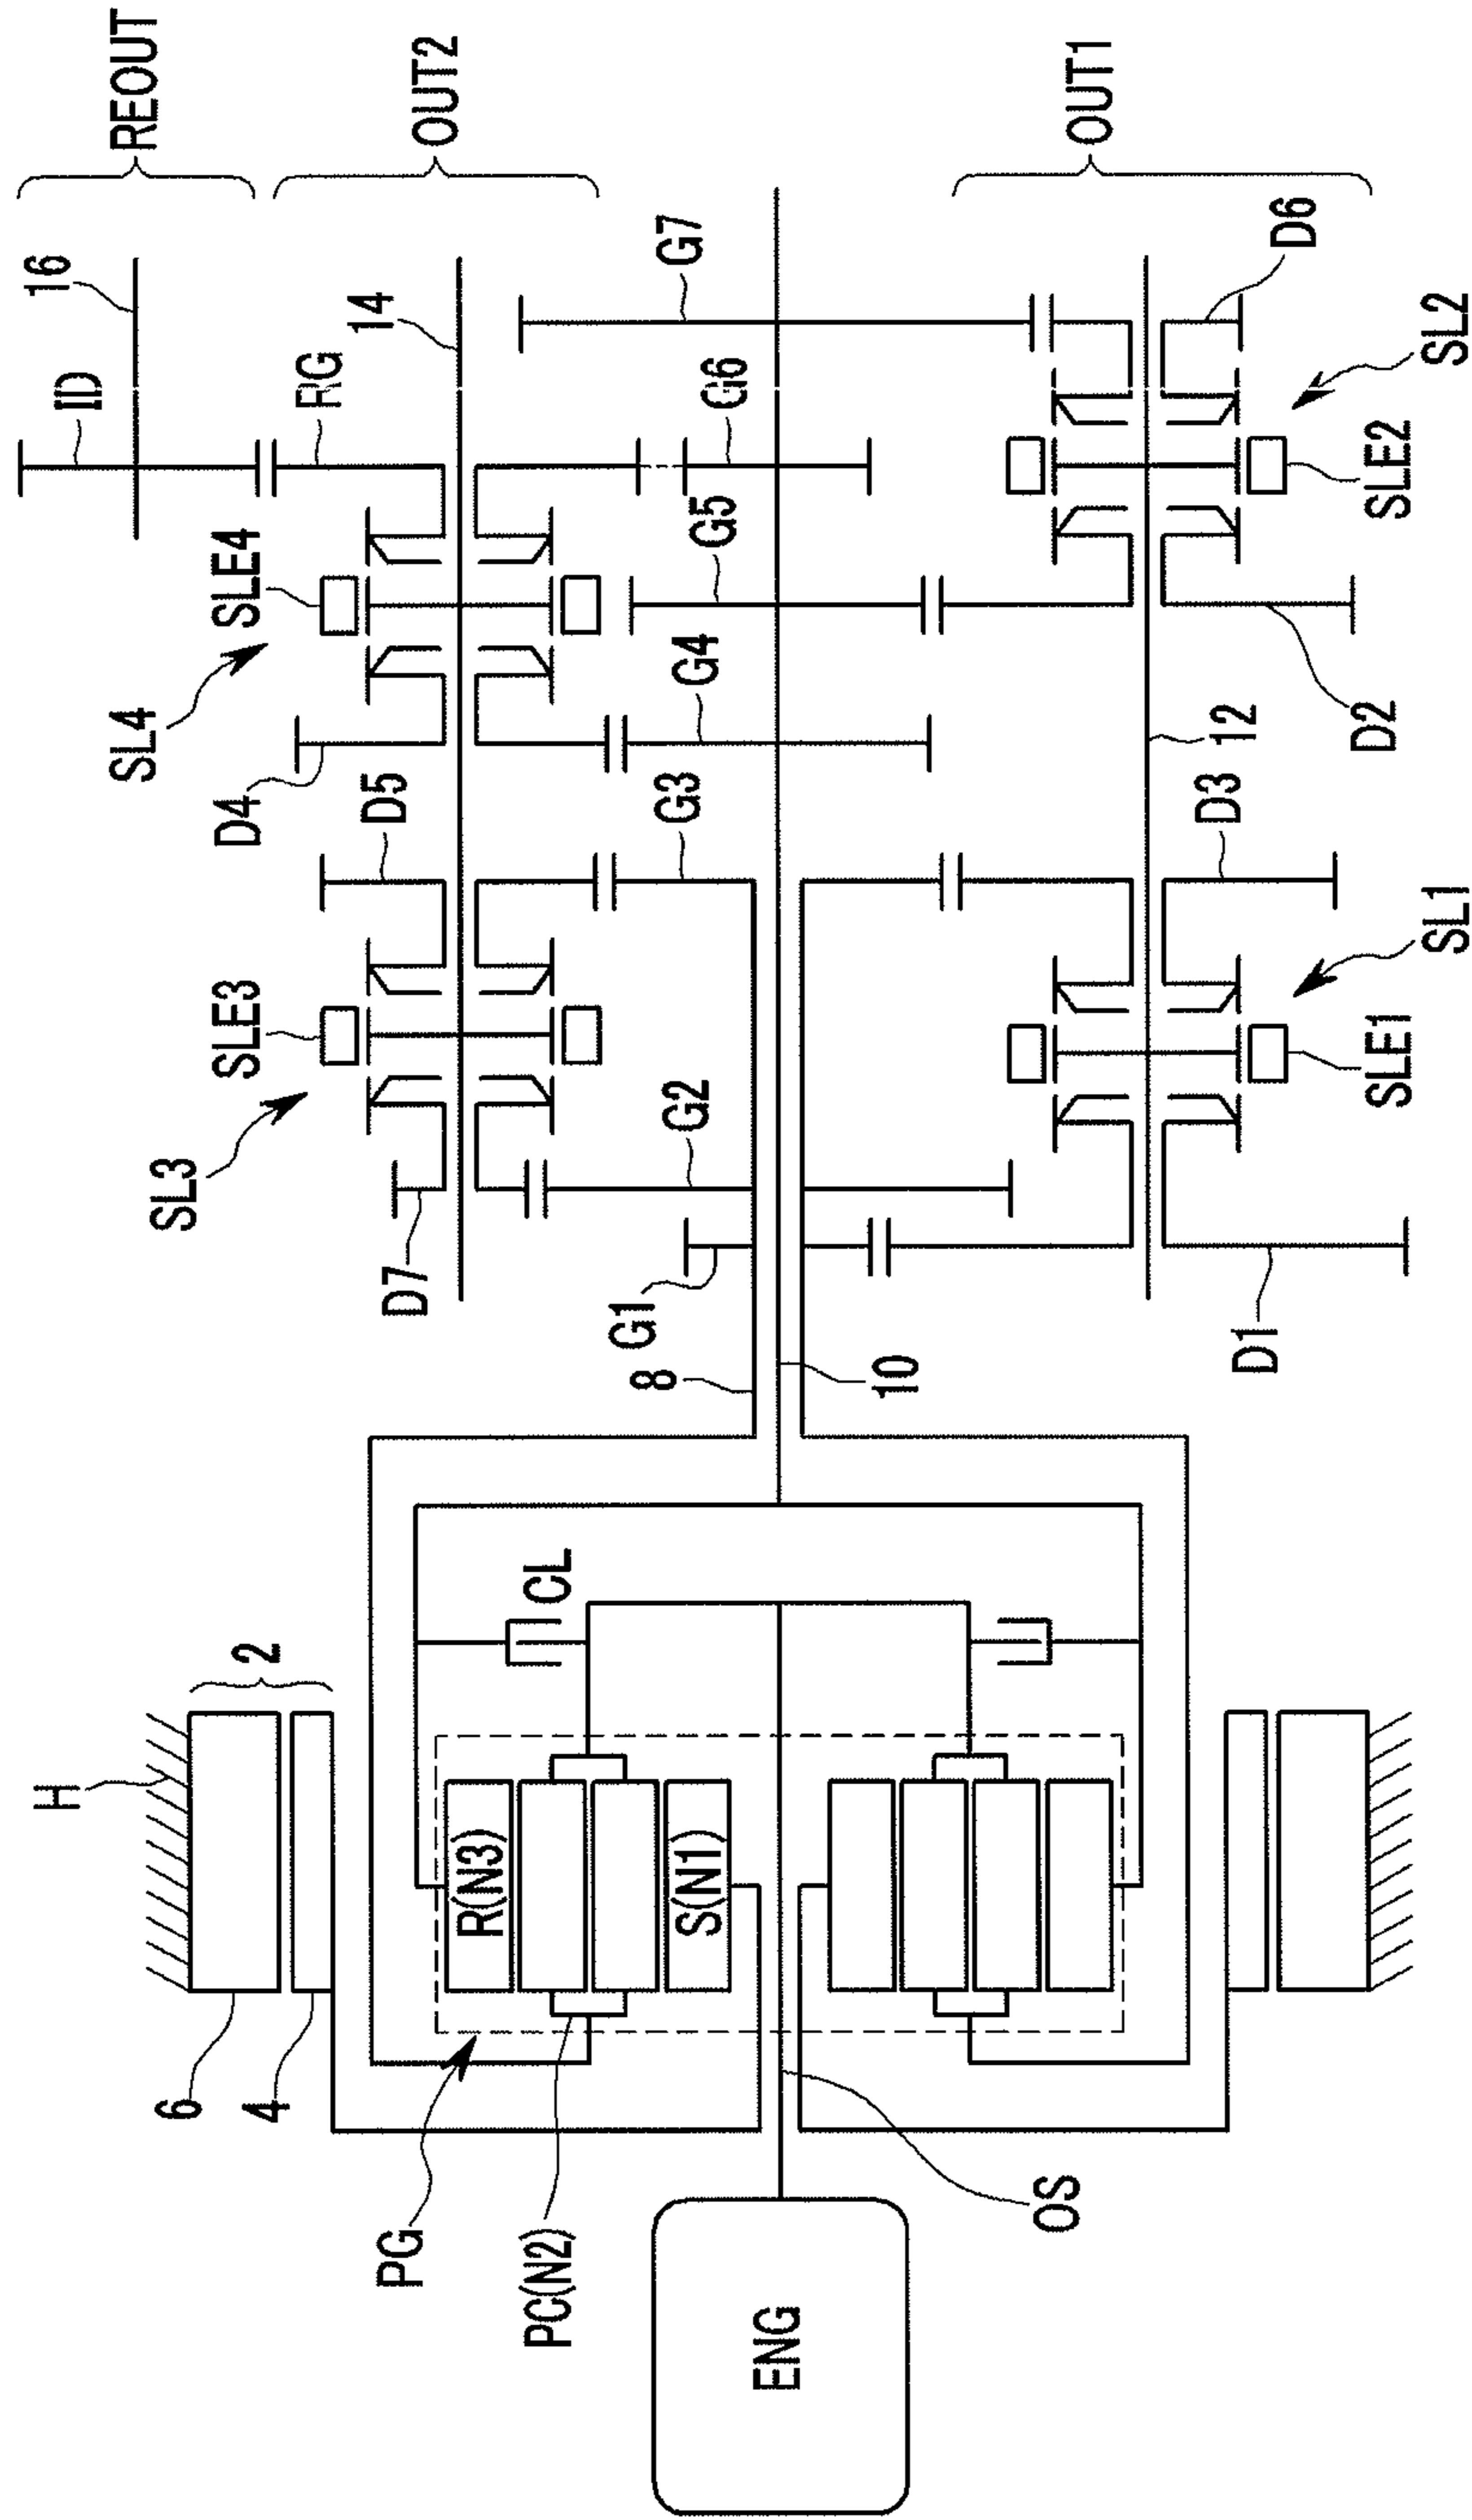 REOUT
OUT2
OUT1
16
ID
RG
14
G7
D6
SL2
SLE4
G6
G5
SLE2
SL4
D4
D5
G4
G3
12
D2
D3
SLE3
SL3
G2
SL1
SLE1
D7
G1
8
10
D1
CL
2
H
R(N3)
S(N1)
6
4
PG
PC(N2)
OS
ENG